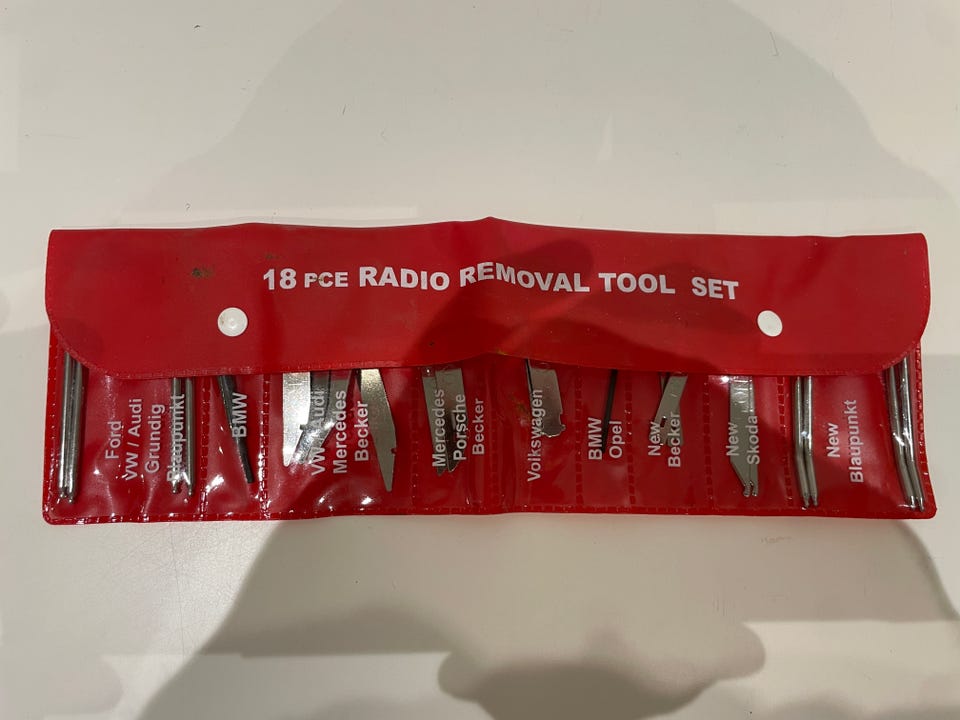 18 PCE RADIO REMOVAL TOOL SET
Ford
VW / Audi
Grundig
Blaupunkt
BMW
VW Audi
Mercedes
Becker
Mercedes
Porsche
Becker
Volkswagen
BMW
Opel
New
Becker
New
Skoda
New
Blaupunkt